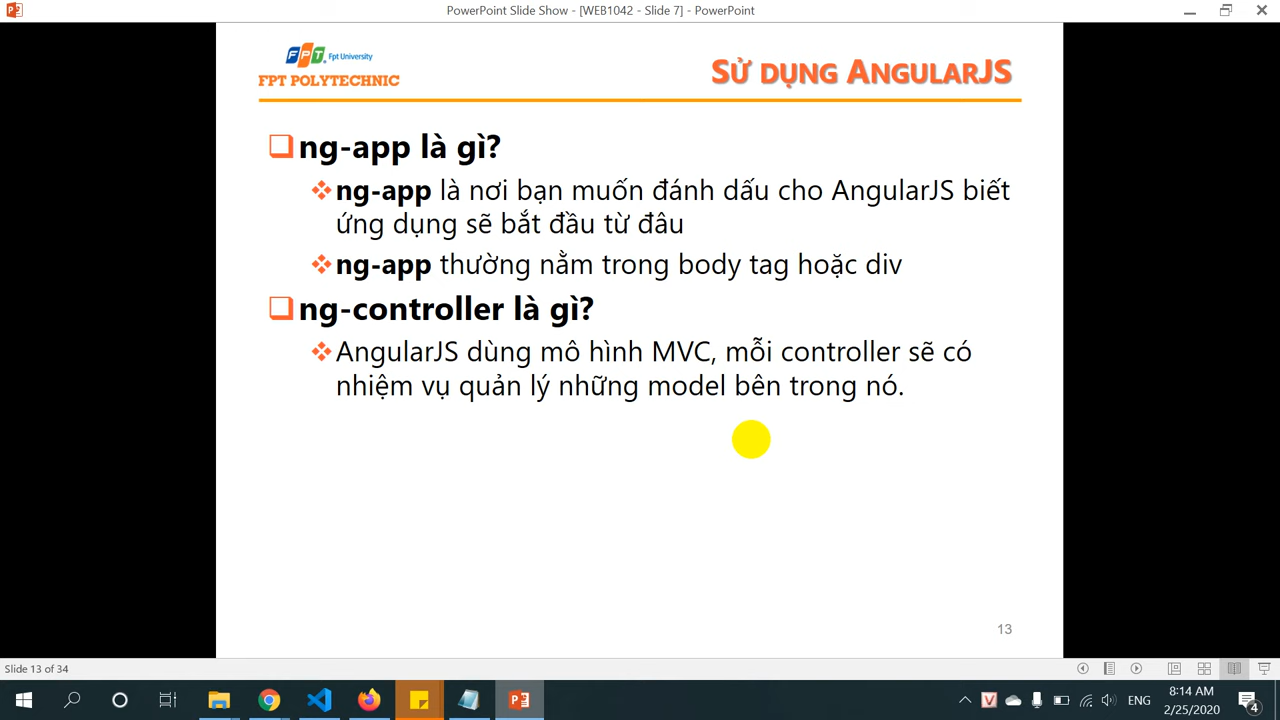 PowerPoint Slide Show - [WEB1042 - Slide 7] - PowerPoint
FPT. Fpt University
FPT POLYTECHNIC
SỬ DỤNG ANGULARJS
ng-app là gì?
ng-app là nơi bạn muốn đánh dấu cho AngularJS biết
ứng dụng sẽ bắt đầu từ đâu
ng-app thường nằm trong body tag hoặc div
ng-controller là gì?
AngularJS dùng mô hình MVC, mỗi controller sẽ có
nhiệm vụ quản lý những model bên trong nó.
13
Slide 13 of 34
ENG
8:14 AM
2/25/2020
4